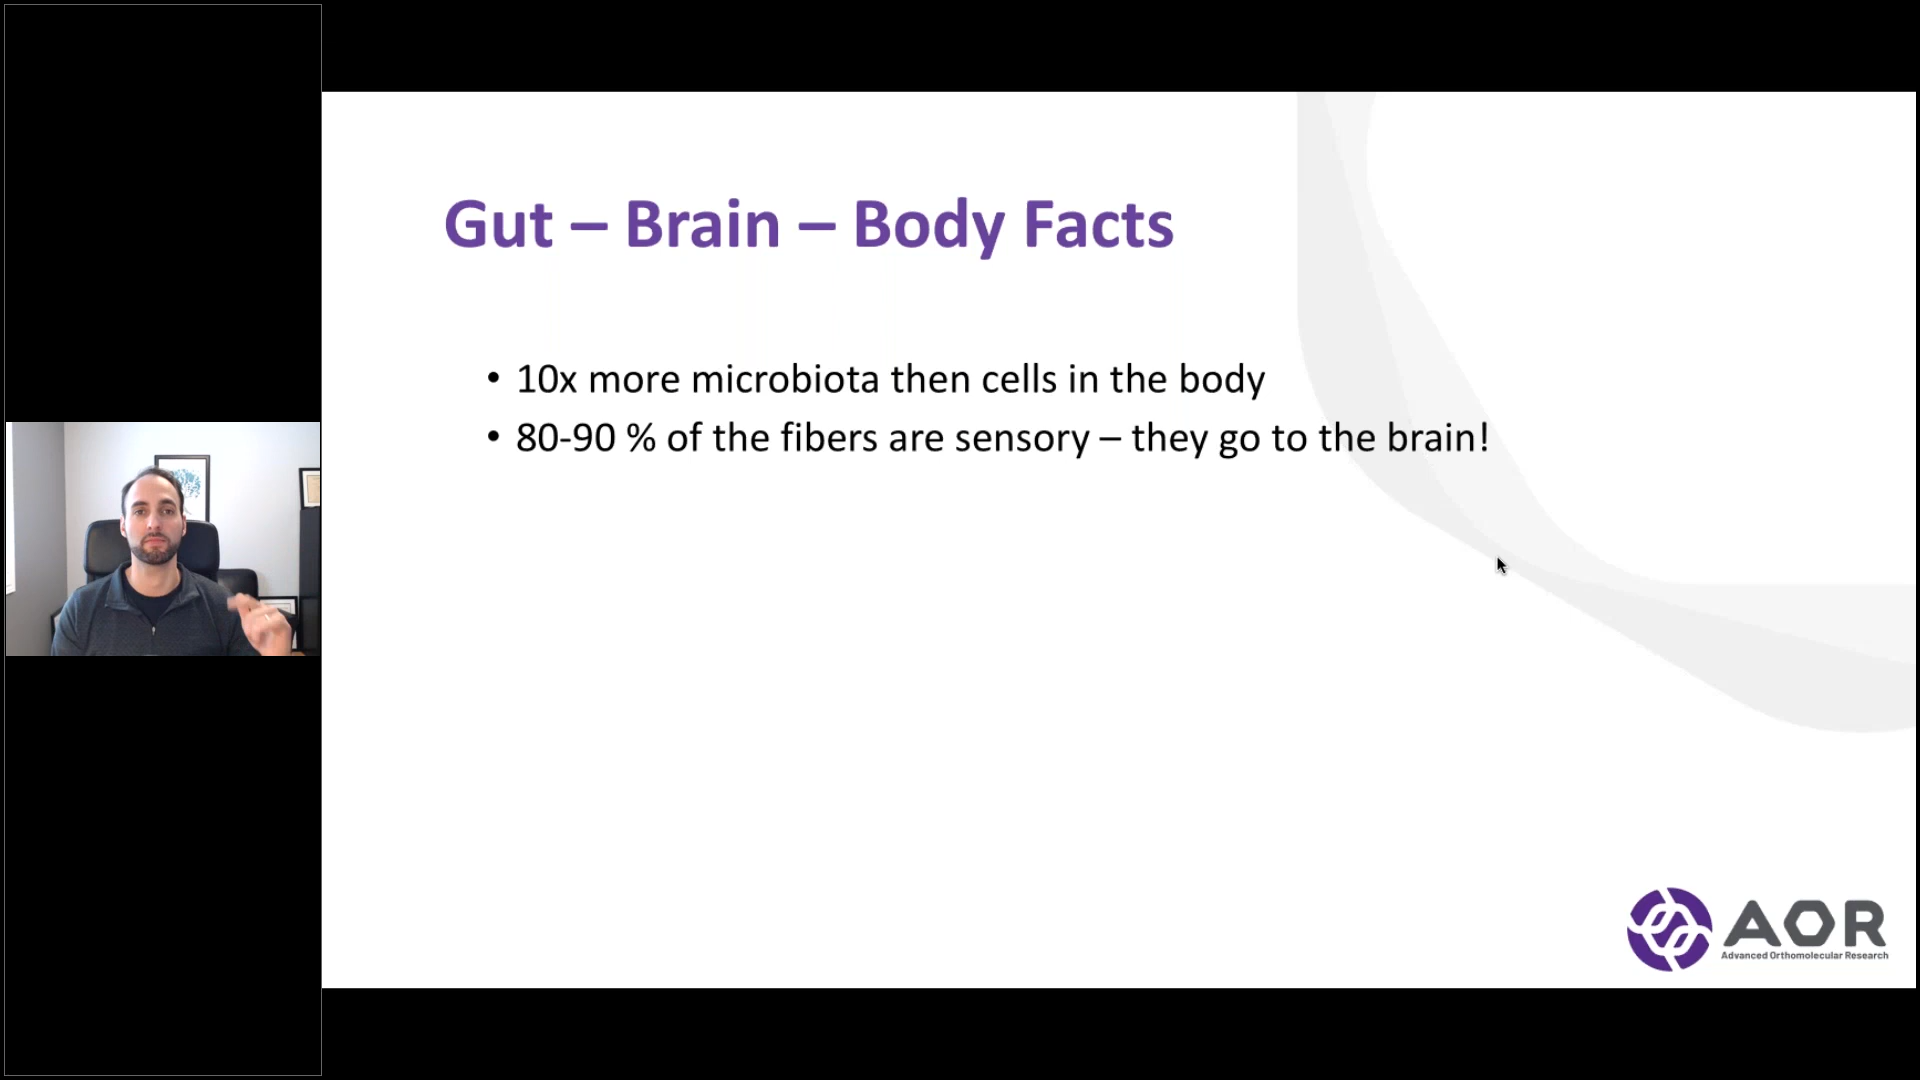 Gut – Brain – Body Facts
• 10x more microbiota then cells in the body
• 80-90 % of the fibers are sensory – they go to the brain!
AOR
Advanced Orthomolecular Research